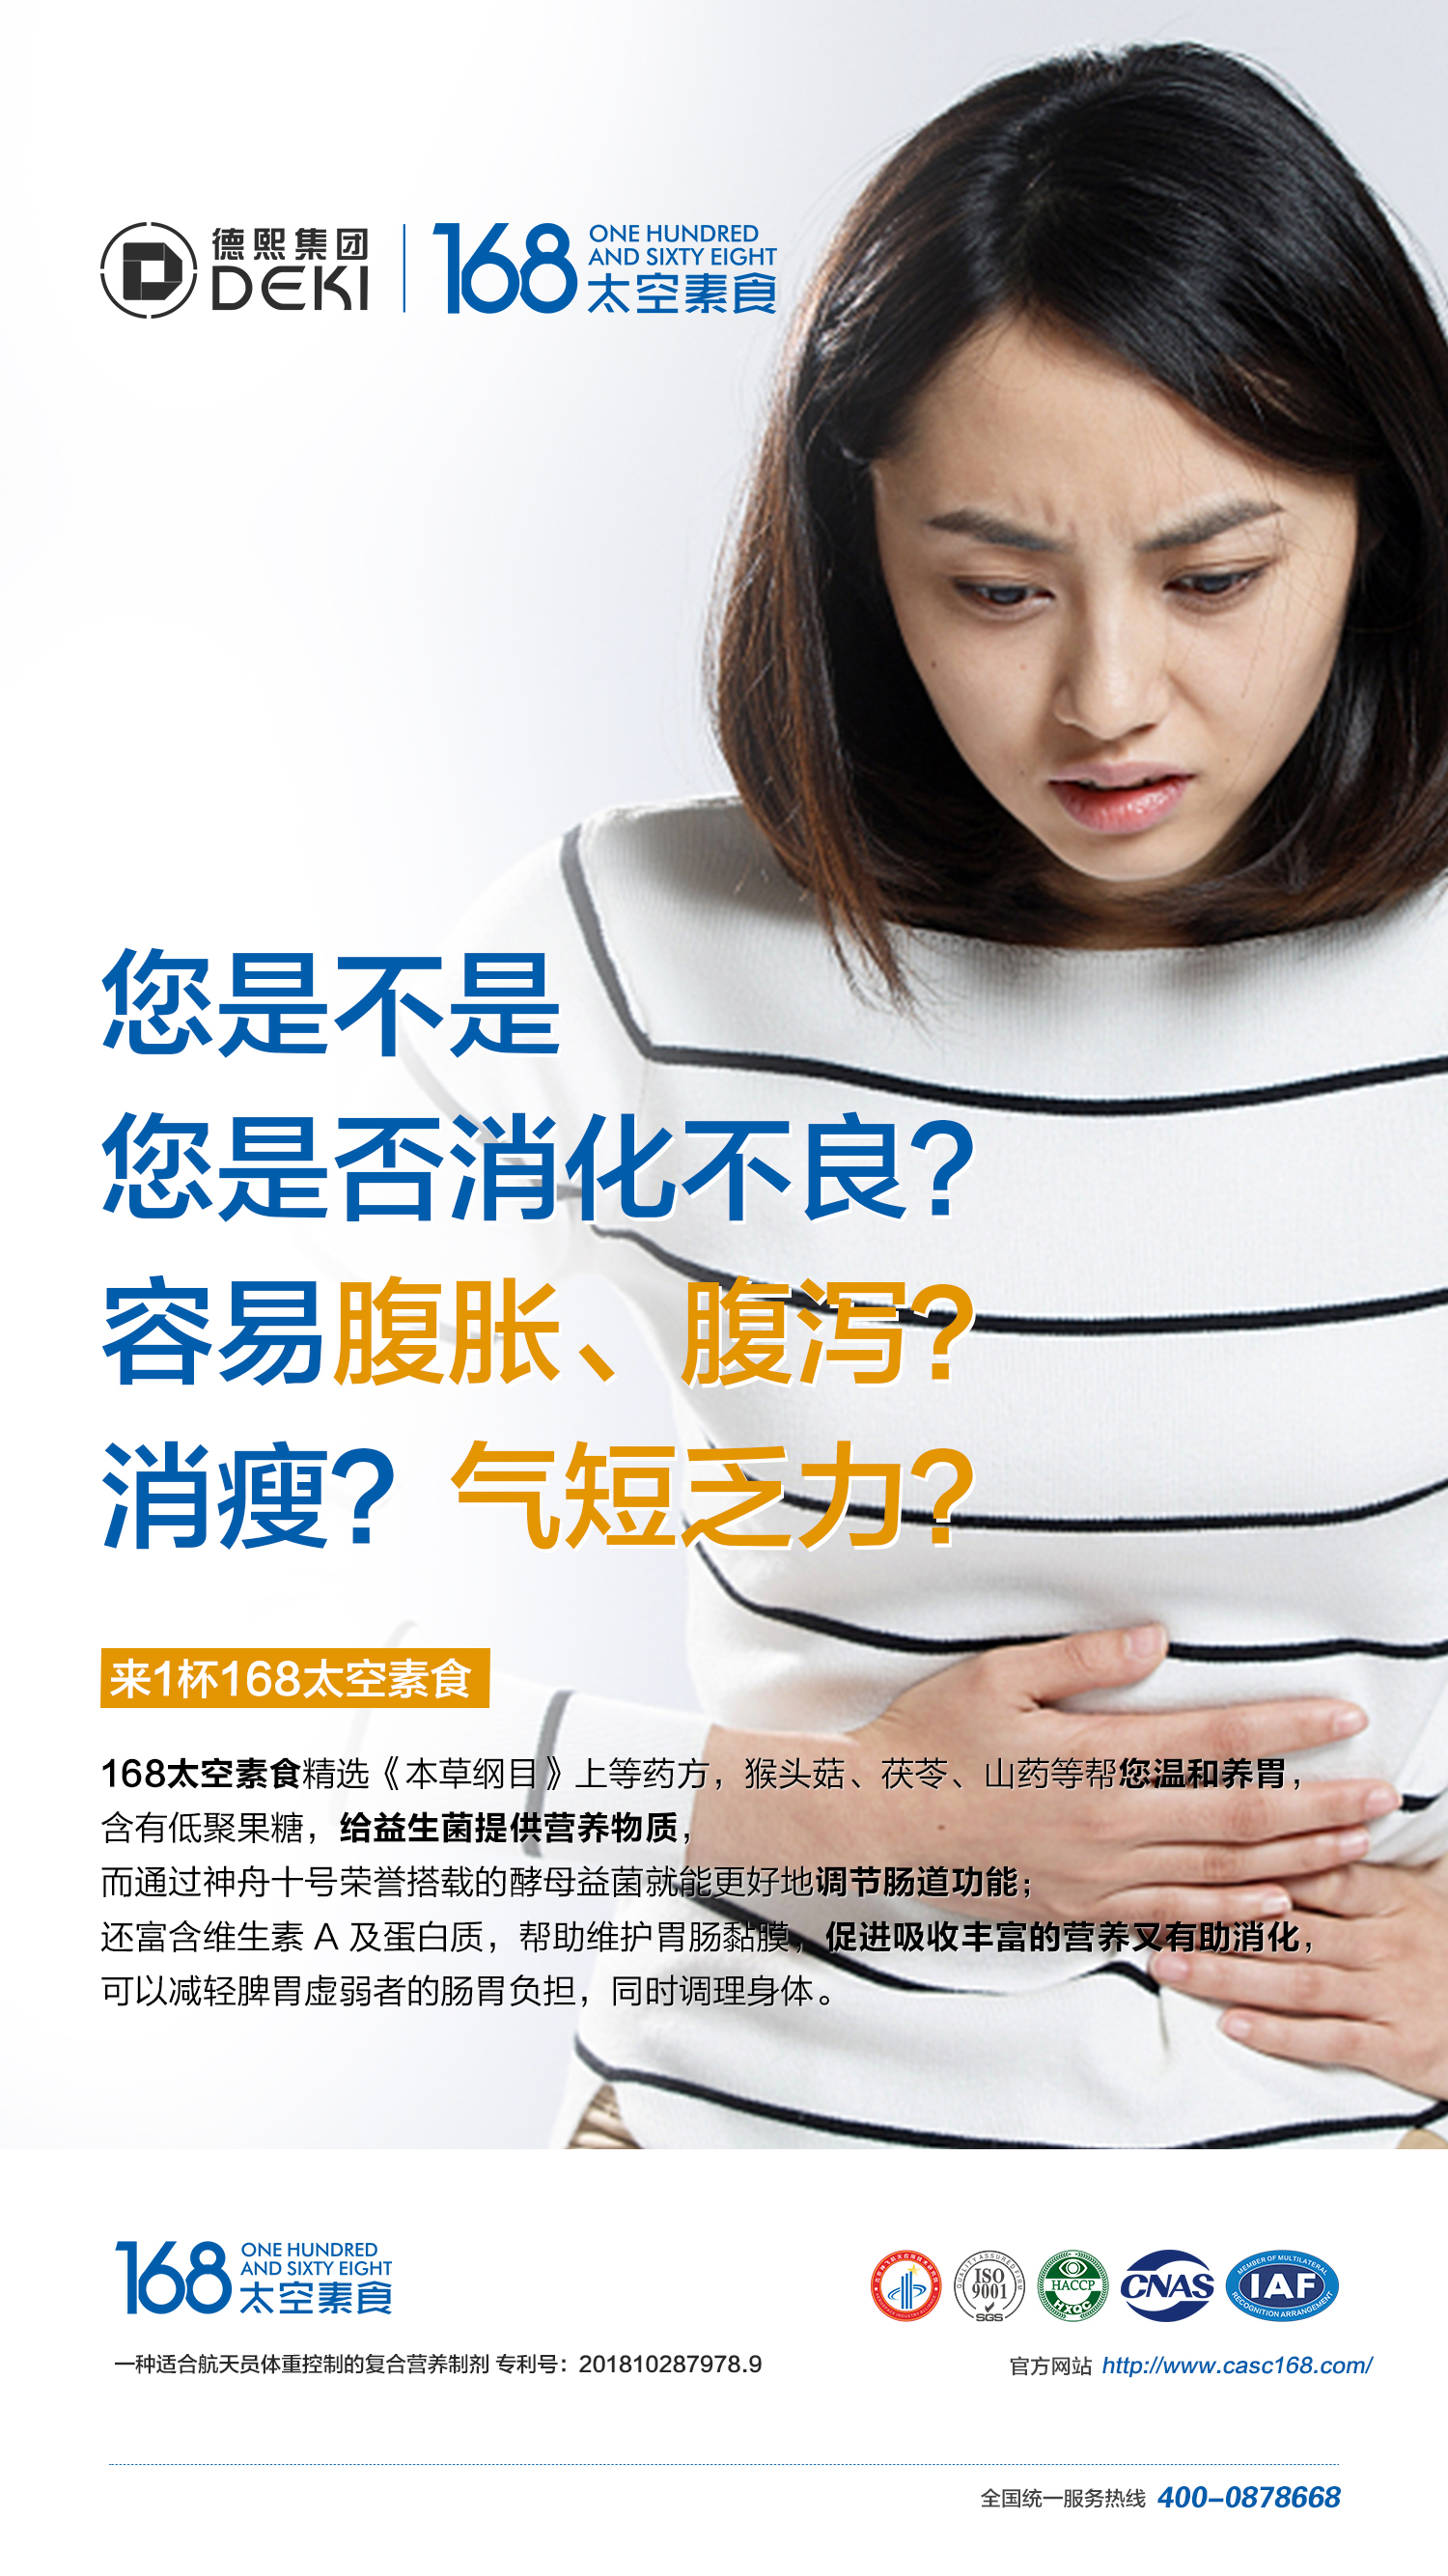 德熙集团
DEKI
168
ONE HUNDRED
AND SIXTY EIGHT
太空素食
您是不是
您是否消化不良?
容易腹胀、腹泻?
消瘦? 气短乏力?
来1杯168太空素食
168太空素食精选《本草纲目》上等药方，猴头菇、茯苓、山药等帮您温和养胃，
含有低聚果糖，给益生菌提供营养物质，
而通过神舟十号荣誉搭载的酵母益菌就能更好地调节肠道功能；
还富含维生素 A 及蛋白质，帮助维护胃肠黏膜，促进吸收丰富的营养又有助消化，
可以减轻脾胃虚弱者的肠胃负担，同时调理身体。
168
ONE HUNDRED
AND SIXTY EIGHT
太空素食
QUALITY ASSURED FIRM
ISO
9001
SGS
HACCP
HXQC
CNAS
MEMBER OF MULTILATERAL
IAF
RECOGNITION ARRANGEMENT
一种适合航天员体重控制的复合营养制剂 专利号：201810287978.9
官方网站 http://www.casc168.com/
全国统一服务热线 400-0878668